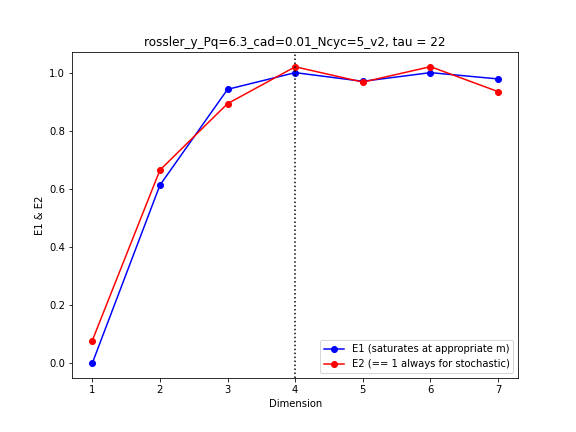 rossler_y_Pq=6.3_cad=0.01_Ncyc=5_v2, tau = 22
1.0
0.8
0.6
0.4
0.2
0.0
E1 & E2
E1 (saturates at appropriate m)
E2 (== 1 always for stochastic)
1 2 3 4 5 6 7
Dimension